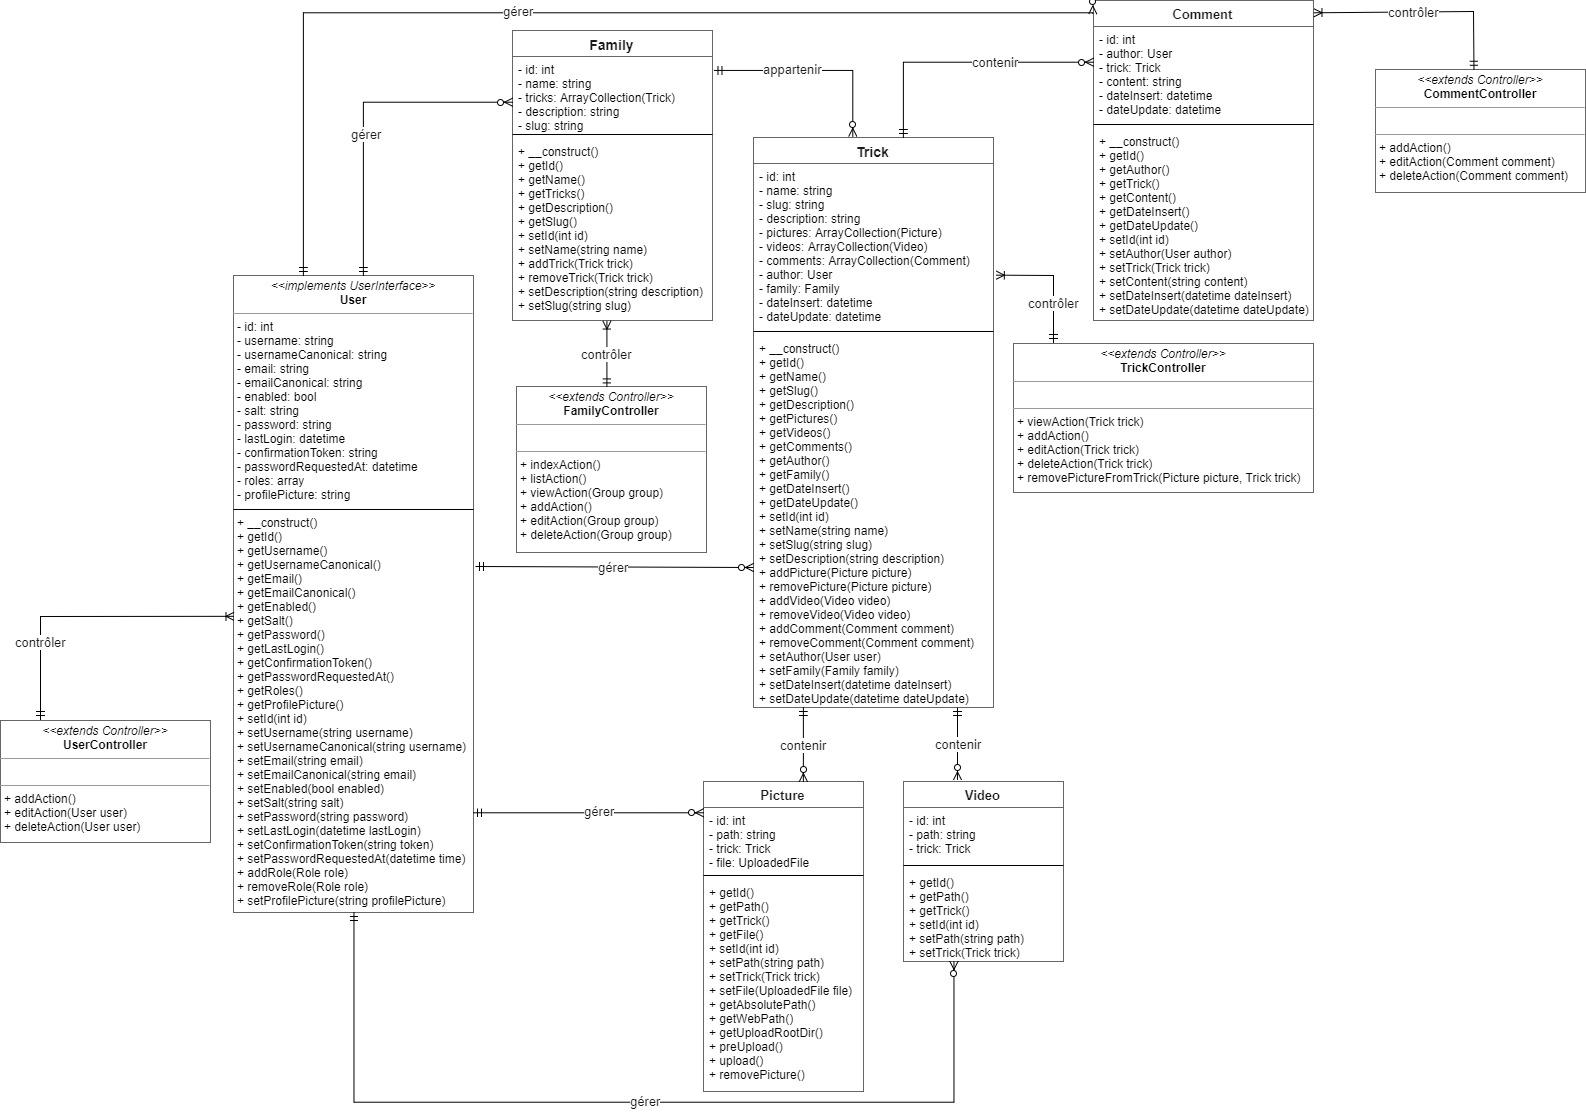 gérer
Comment
- id: int
- author: User
- trick: Trick
- content: string
- dateInsert: datetime
- dateUpdate: datetime
+ __construct()
+ getId()
+ getAuthor()
+ getTrick()
+ getContent()
+ getDateInsert()
+ getDateUpdate()
+ setId(int id)
+ setAuthor(User author)
+ setTrick(Trick trick)
+ setContent(string content)
+ setDateInsert(datetime dateInsert)
+ setDateUpdate(datetime dateUpdate)
contrôler
<<extends Controller>>
CommentController
+ addAction()
+ editAction(Comment comment)
+ deleteAction(Comment comment)
Family
- id: int
- name: string
- tricks: ArrayCollection(Trick)
- description: string
- slug: string
+ __construct()
+ getId()
+ getName()
+ getTricks()
+ getDescription()
+ getSlug()
+ setId(int id)
+ setName(string name)
+ addTrick(Trick trick)
+ removeTrick(Trick trick)
+ setDescription(string description)
+ setSlug(string slug)
appartenir
contenir
gérer
Trick
- id: int
- name: string
- slug: string
- description: string
- pictures: ArrayCollection(Picture)
- videos: ArrayCollection(Video)
- comments: ArrayCollection(Comment)
- author: User
- family: Family
- dateInsert: datetime
- dateUpdate: datetime
+ __construct()
+ getId()
+ getName()
+ getSlug()
+ getDescription()
+ getPictures()
+ getVideos()
+ getComments()
+ getAuthor()
+ getFamily()
+ getDateInsert()
+ getDateUpdate()
+ setId(int id)
+ setName(string name)
+ setSlug(string slug)
+ setDescription(string description)
+ addPicture(Picture picture)
+ removePicture(Picture picture)
+ addVideo(Video video)
+ removeVideo(Video video)
+ addComment(Comment comment)
+ removeComment(Comment comment)
+ setAuthor(User user)
+ setFamily(Family family)
+ setDateInsert(datetime dateInsert)
+ setDateUpdate(datetime dateUpdate)
contrôler
<<extends Controller>>
TrickController
+ viewAction(Trick trick)
+ addAction()
+ editAction(Trick trick)
+ deleteAction(Trick trick)
+ removePictureFromTrick(Picture picture, Trick trick)
<<implements UserInterface>>
User
- id: int
- username: string
- usernameCanonical: string
- email: string
- emailCanonical: string
- enabled: bool
- salt: string
- password: string
- lastLogin: datetime
- confirmationToken: string
- passwordRequestedAt: datetime
- roles: array
- profilePicture: string
+ __construct()
+ getId()
+ getUsername()
+ getUsernameCanonical()
+ getEmail()
+ getEmailCanonical()
+ getEnabled()
+ getSalt()
+ getPassword()
+ getLastLogin()
+ getConfirmationToken()
+ getPasswordRequestedAt()
+ getRoles()
+ getProfilePicture()
+ setId(int id)
+ setUsername(string username)
+ setUsernameCanonical(string username)
+ setEmail(string email)
+ setEmailCanonical(string email)
+ setEnabled(bool enabled)
+ setSalt(string salt)
+ setPassword(string password)
+ setLastLogin(datetime lastLogin)
+ setConfirmationToken(string token)
+ setPasswordRequestedAt(datetime time)
+ addRole(Role role)
+ removeRole(Role role)
+ setProfilePicture(string profilePicture)
contrôler
<<extends Controller>>
FamilyController
+ indexAction()
+ listAction()
+ viewAction(Group group)
+ addAction()
+ editAction(Group group)
+ deleteAction(Group group)
gérer
contrôler
<<extends Controller>>
UserController
+ addAction()
+ editAction(User user)
+ deleteAction(User user)
contenir
contenir
gérer
Picture
- id: int
- path: string
- trick: Trick
- file: UploadedFile
+ getId()
+ getPath()
+ getTrick()
+ getFile()
+ setId(int id)
+ setPath(string path)
+ setTrick(Trick trick)
+ setFile(UploadedFile file)
+ getAbsolutePath()
+ getWebPath()
+ getUploadRootDir()
+ preUpload()
+ upload()
+ removePicture()
Video
- id: int
- path: string
- trick: Trick
+ getId()
+ getPath()
+ getTrick()
+ setId(int id)
+ setPath(string path)
+ setTrick(Trick trick)
gérer